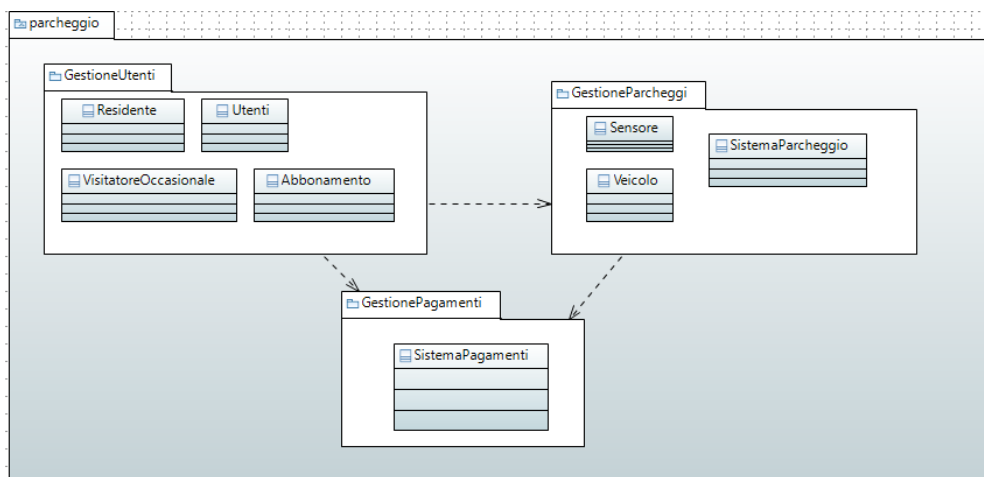 parcheggio
GestioneUtenti
Residente
Utenti
VisitatoreOccasionale
Abbonamento
GestioneParcheggi
Sensore
SistemaParcheggio
Veicolo
GestionePagamenti
SistemaPagamenti